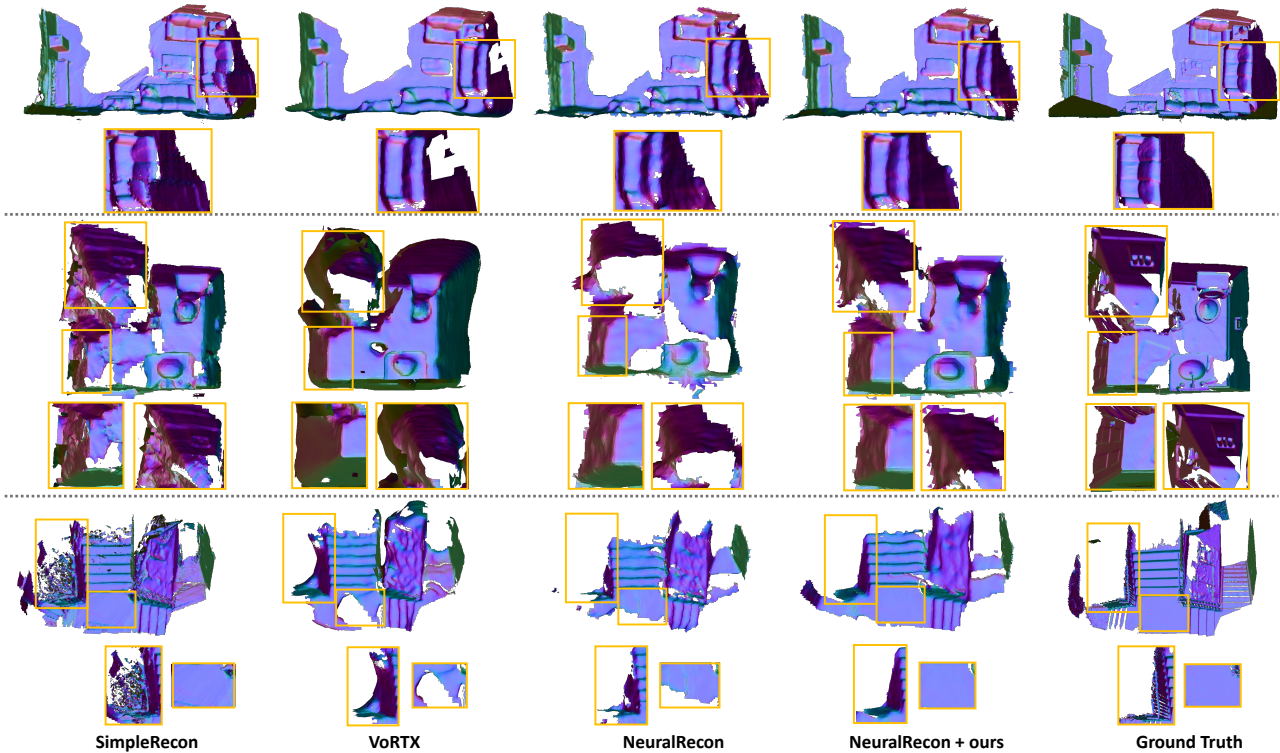 SimpleRecon
VoRTX
NeuralRecon
NeuralRecon + ours
Ground Truth